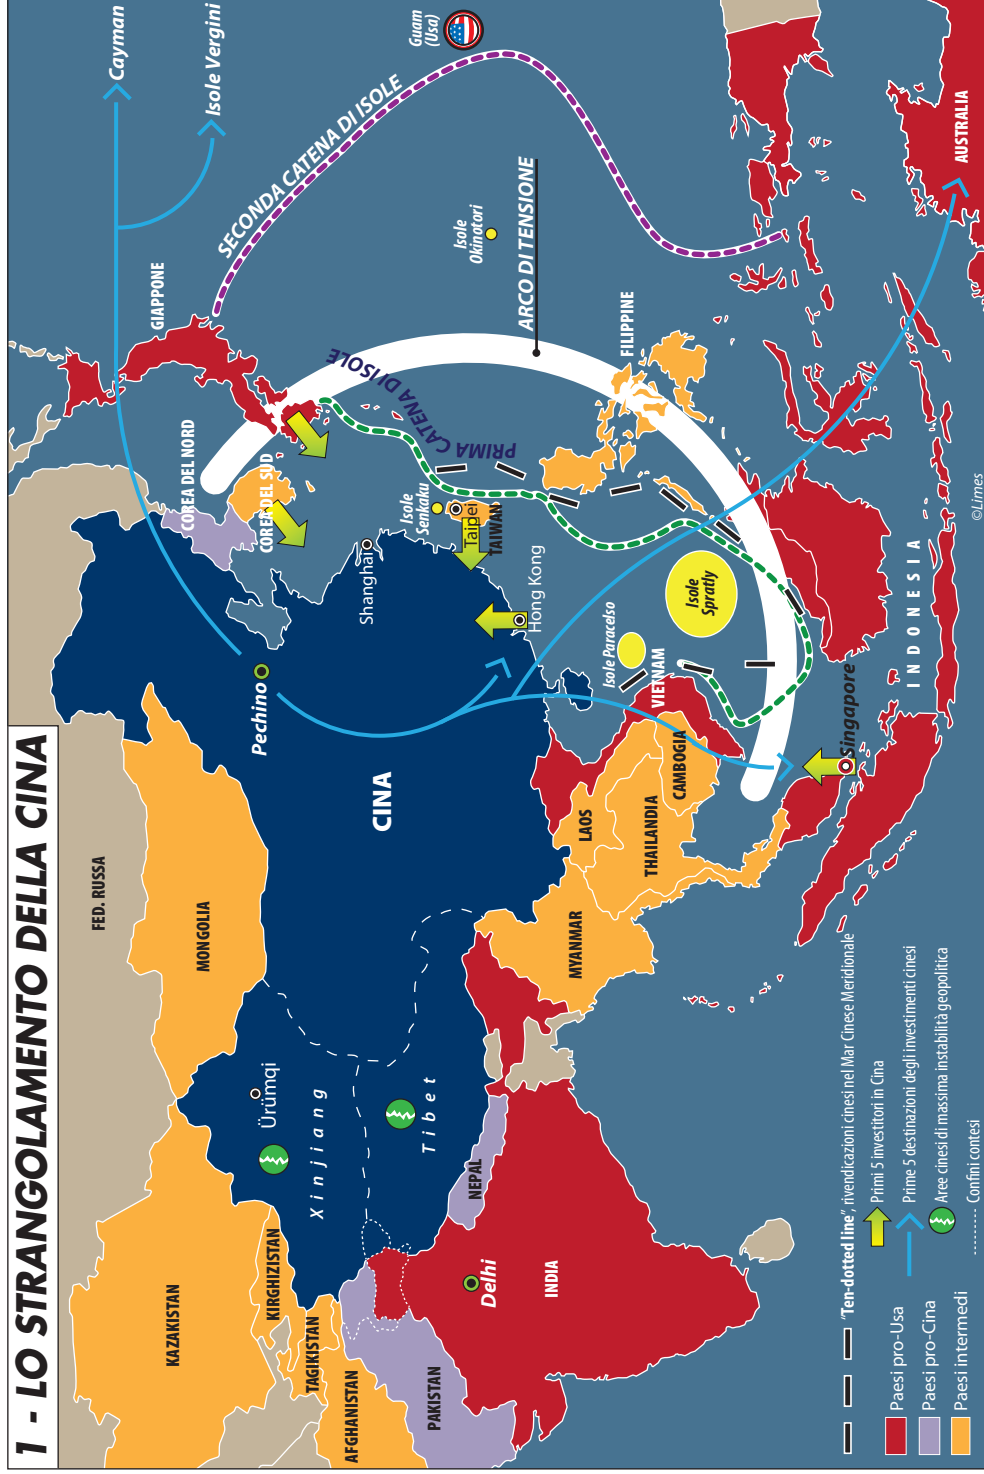 1 - LO STRANGOLAMENTO DELLA CINA
FED. RUSSA
KAZAKISTAN
MONGOLIA
KIRGHIZISTAN
TAGIKISTAN
AFGHANISTAN
PAKISTAN
Ürümqi
Xinjiang
Tibet
NEPAL
Delhi
INDIA
CINA
Pechino
Shanghai
Hong Kong
COREA DEL NORD
COREA DEL SUD
GIAPPONE
Cayman
Isole Vergini
Guam
(Usa)
SECONDA CATENA DI ISOLE
Isole
Okinotori
ARCO DI TENSIONE
PRIMA CATENA DI ISOLE
Isole
Senkaku
Taipei
TAIWAN
FILIPPINE
Isole Paracelso
Isole
Spratly
VIETNAM
LAOS
CAMBOGIA
THAILANDIA
MYANMAR
Singapore
INDONESIA
AUSTRALIA
"Ten-dotted line", rivendicazioni cinesi nel Mar Cinese Meridionale
Paesi pro-Usa
Paesi pro-Cina
Paesi intermedi
Primi 5 investitori in Cina
Prime 5 destinazioni degli investimenti cinesi
Aree cinesi di massima instabilità geopolitica
Confini contesi
©Limes